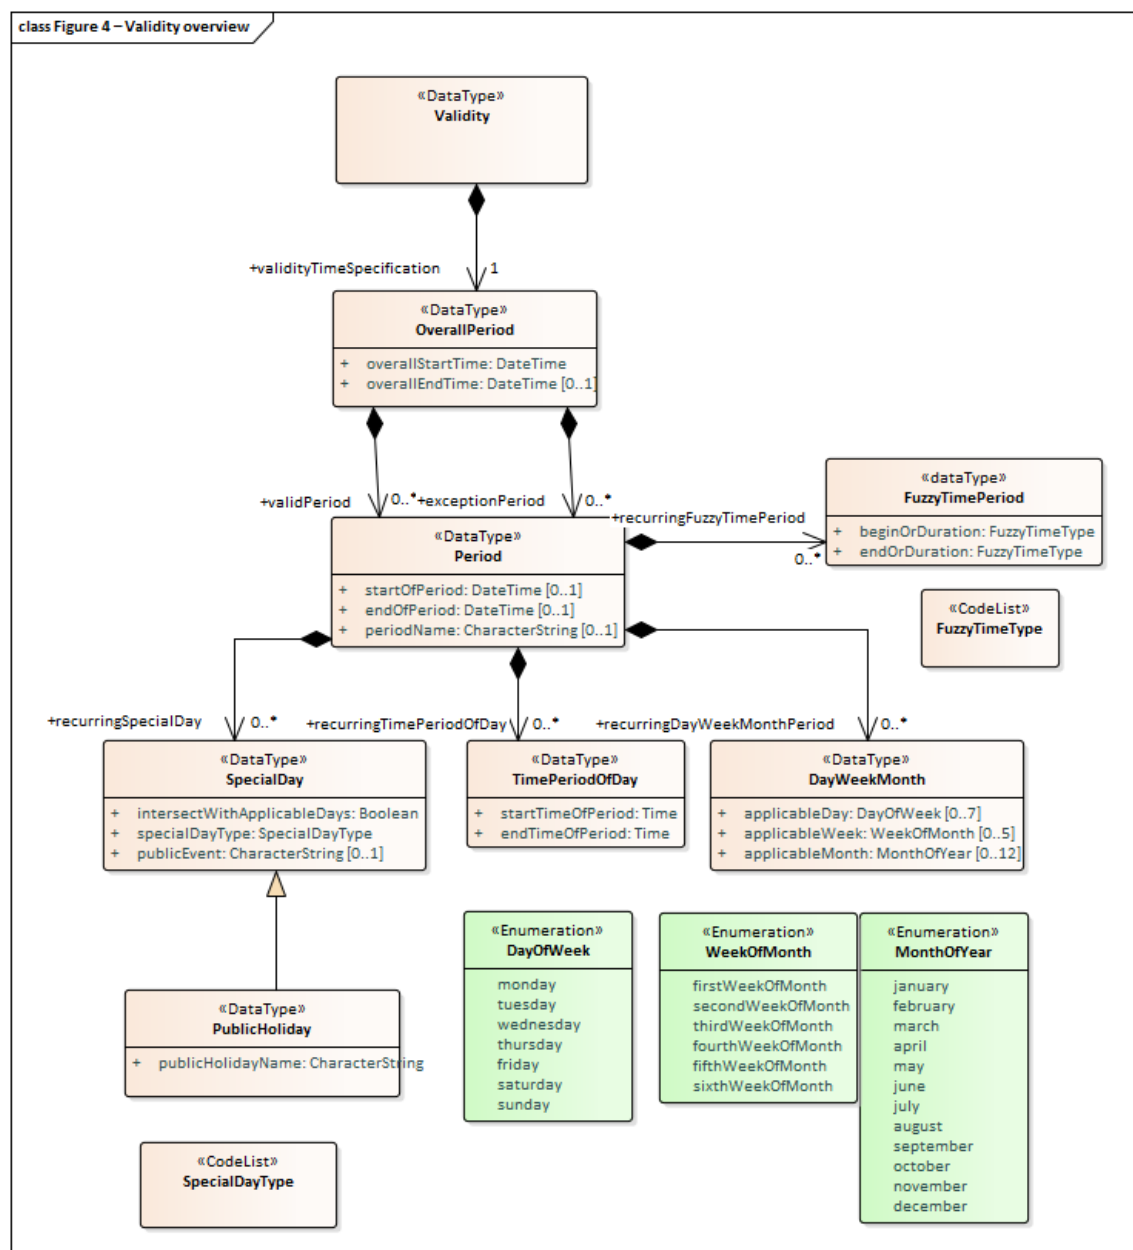 class Figure 4 – Validity overview
«DataType»
Validity
+validityTimeSpecification
1
«DataType»
OverallPeriod
+ overallStartTime: DateTime
+ overallEndTime: DateTime [0..1]
+validPeriod
0..*
+exceptionPeriod
0..*
«dataType»
FuzzyTimePeriod
+ beginOrDuration: FuzzyTimeType
+ endOrDuration: FuzzyTimeType
+recurringFuzzyTimePeriod
0..*
«DataType»
Period
+ startOfPeriod: DateTime [0..1]
+ endOfPeriod: DateTime [0..1]
+ periodName: CharacterString [0..1]
«CodeList»
FuzzyTimeType
+recurringSpecialDay
0..*
+recurringTimePeriodOfDay
0..*
+recurringDayWeekMonthPeriod
0..*
«DataType»
SpecialDay
+ intersectWithApplicableDays: Boolean
+ specialDayType: SpecialDayType
+ publicEvent: CharacterString [0..1]
«DataType»
TimePeriodOfDay
+ startTimeOfPeriod: Time
+ endTimeOfPeriod: Time
«DataType»
DayWeekMonth
+ applicableDay: DayOfWeek [0..7]
+ applicableWeek: WeekOfMonth [0..5]
+ applicableMonth: MonthOfYear [0..12]
«DataType»
PublicHoliday
+ publicHolidayName: CharacterString
«CodeList»
SpecialDayType
«Enumeration»
DayOfWeek
monday
tuesday
wednesday
thursday
friday
saturday
sunday
«Enumeration»
WeekOfMonth
firstWeekOfMonth
secondWeekOfMonth
thirdWeekOfMonth
fourthWeekOfMonth
fifthWeekOfMonth
sixthWeekOfMonth
«Enumeration»
MonthOfYear
january
february
march
april
may
june
july
august
september
october
november
december